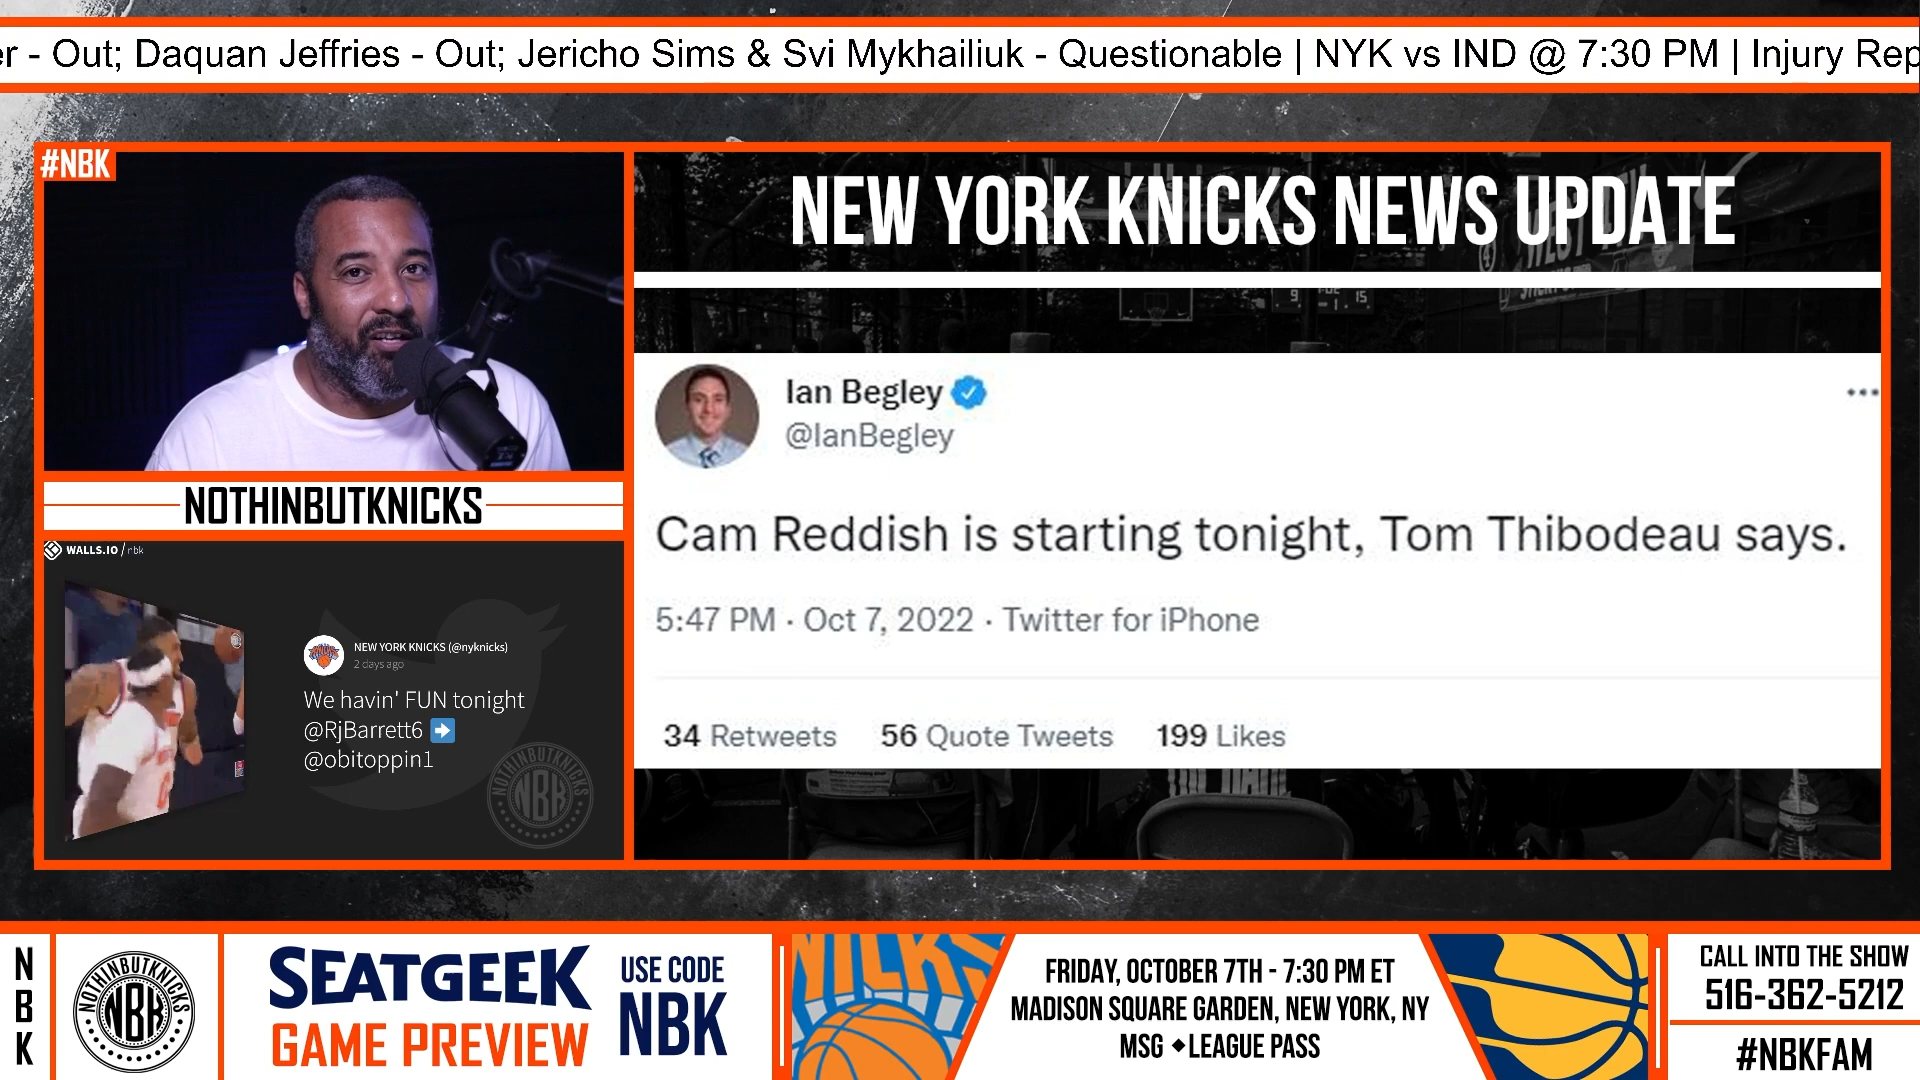 - Out; Daquan Jeffries - Out; Jericho Sims & Svi Mykhailiuk - Questionable | NYK vs IND @ 7:30 PM | Injury Rep
#NBK
NEW YORK KNICKS NEWS UPDATE
Ian Begley
@IanBegley
Cam Reddish is starting tonight, Tom Thibodeau says.
5:47 PM · Oct 7, 2022 · Twitter for iPhone
34 Retweets 56 Quote Tweets 199 Likes
NOTHINBUTKNICKS
WALLS.IO / nbk
NEW YORK KNICKS (@nyknicks)
2 days ago
We havin' FUN tonight
@RjBarrett6 ➡
@obitoppin1
NOTHINBUTKNICKS
NBK
NBK
NOTHINBUTKNICKS
NBK
SEATGEEK
GAME PREVIEW
USE CODE
NBK
FRIDAY, OCTOBER 7TH - 7:30 PM ET
MADISON SQUARE GARDEN, NEW YORK, NY
MSG ◆ LEAGUE PASS
CALL INTO THE SHOW
516-362-5212
#NBKFAM